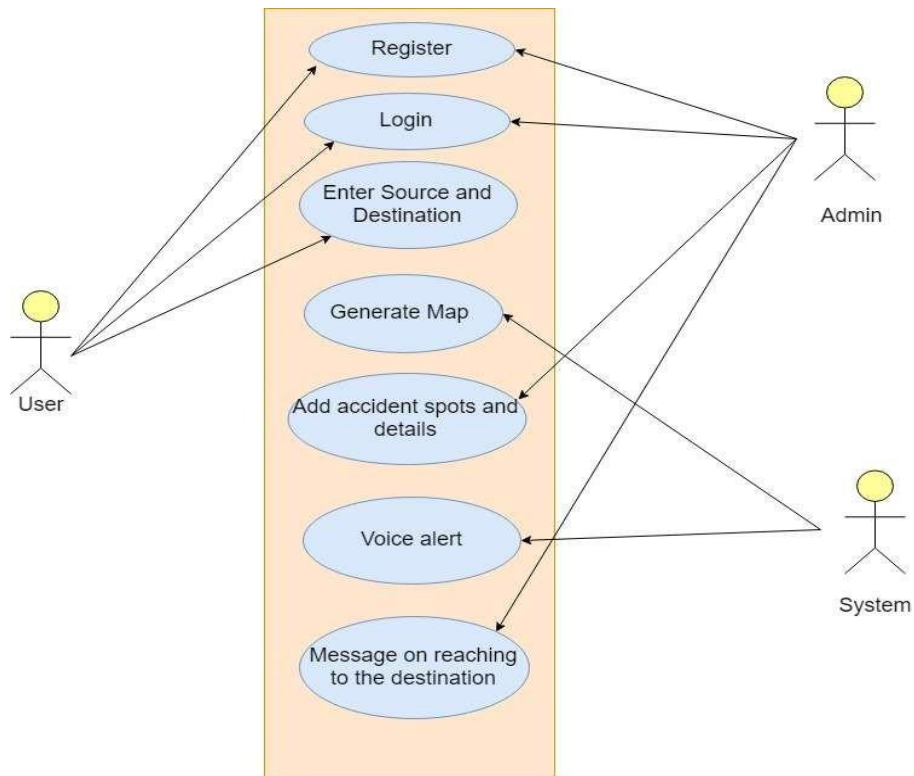 Register
Login
Enter Source and
Destination
Generate Map
Add accident spots and
details
Voice alert
Message on reaching
to the destination
User
Admin
System